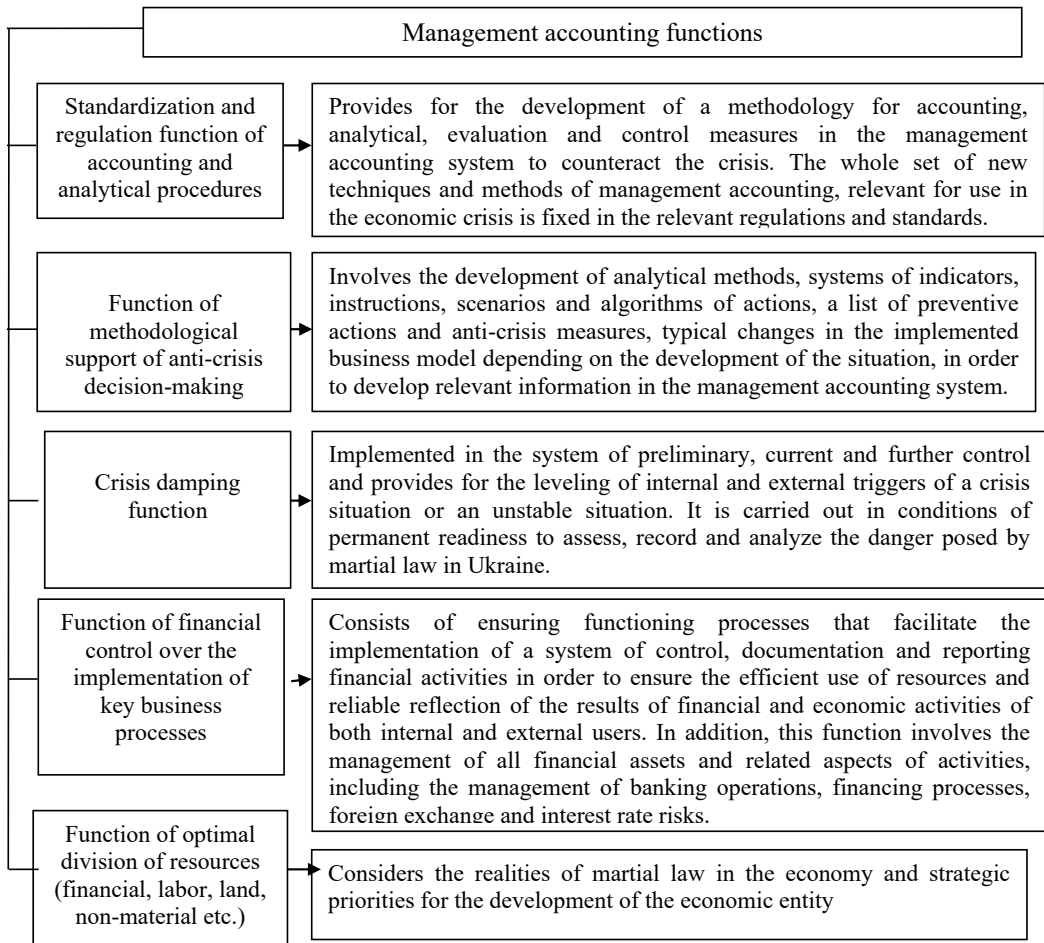 Management accounting functions
Standardization and
regulation function of
accounting and
analytical procedures
Provides for the development of a methodology for accounting,
analytical, evaluation and control measures in the management
accounting system to counteract the crisis. The whole set of new
techniques and methods of management accounting, relevant for use
in the economic crisis is fixed in the relevant regulations and standards.
Function of
methodological
support of anti-crisis
decision-making
Involves the development of analytical methods, systems of indicators,
instructions, scenarios and algorithms of actions, a list of preventive
actions and anti-crisis measures, typical changes in the implemented
business model depending on the development of the situation, in order
to develop relevant information in the management accounting system.
Crisis damping
function
Implemented in the system of preliminary, current and further control
and provides for the leveling of internal and external triggers of a crisis
situation or an unstable situation. It is carried out in conditions of
permanent readiness to assess, record and analyze the danger posed by
martial law in Ukraine.
Function of financial
control over the
implementation of
key business
processes
Consists of ensuring functioning processes that facilitate the
implementation of a system of control, documentation and reporting
financial activities in order to ensure the efficient use of resources and
reliable reflection of the results of financial and economic activities of
both internal and external users. In addition, this function involves the
management of all financial assets and related aspects of activities,
including the management of banking operations, financing processes,
foreign exchange and interest rate risks.
Function of optimal
division of resources
(financial, labor, land,
non-material etc.)
Considers the realities of martial law in the economy and strategic
priorities for the development of the economic entity